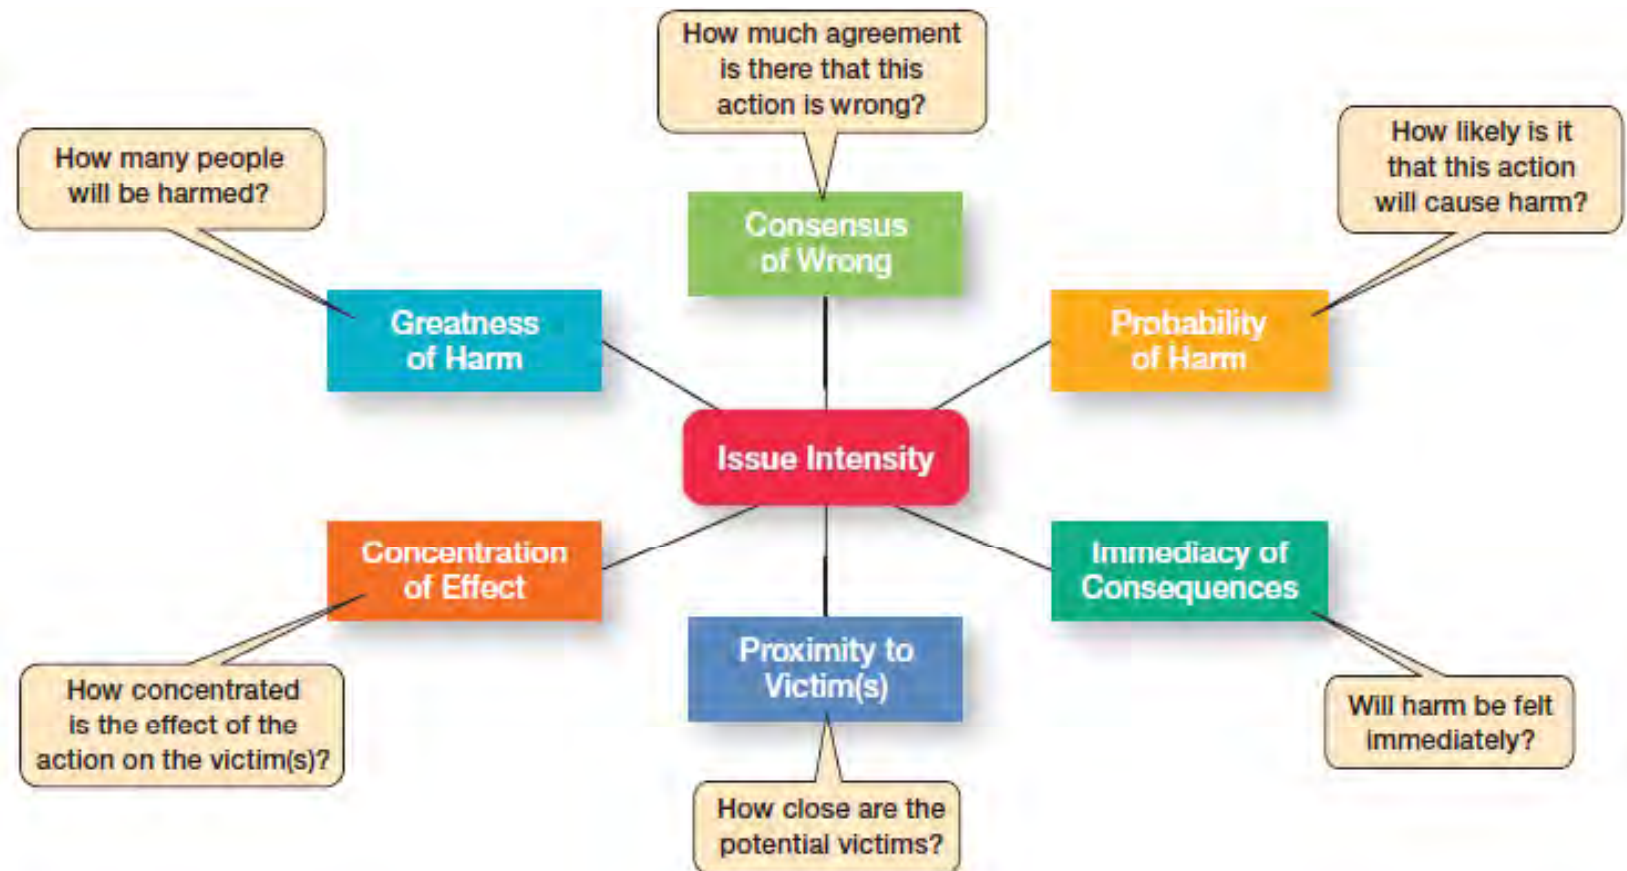 How much agreement
is there that this
action is wrong?
How many people
will be harmed?
How likely is it
that this action
will cause harm?
Consensus
of Wrong
Greatness
of Harm
Probability
of Harm
Issue Intensity
Concentration
of Effect
Immediacy of
Consequences
Proximity to
Victim(s)
How concentrated
is the effect of the
action on the victim(s)?
Will harm be felt
immediately?
How close are the
potential victims?